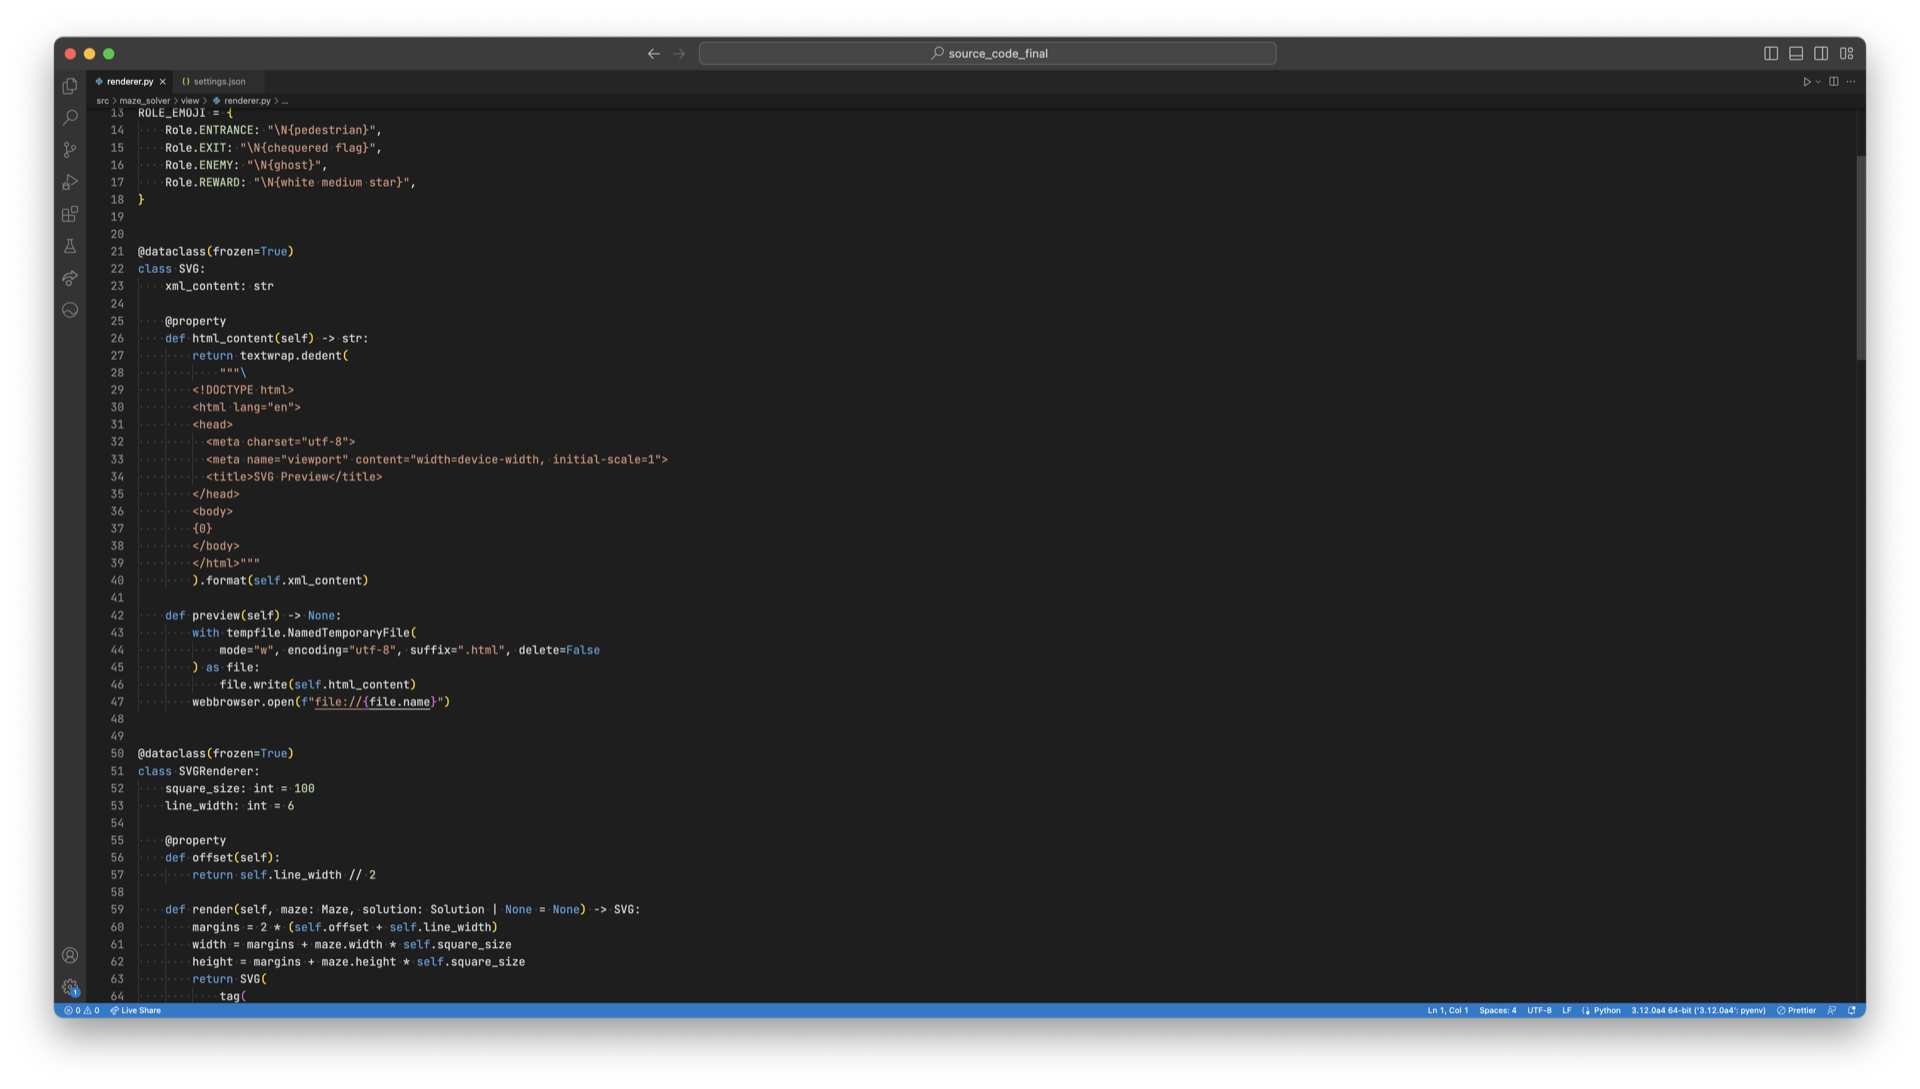 source_code_final
renderer.py
settings.json
src > maze_solver > view > renderer.py > ...
13 ROLE_EMOJI = {
14     Role.ENTRANCE: "\N{pedestrian}",
15     Role.EXIT: "\N{chequered flag}",
16     Role.ENEMY: "\N{ghost}",
17     Role.REWARD: "\N{white medium star}",
18 }
19
20
21 @dataclass(frozen=True)
22 class SVG:
23     xml_content: str
24
25     @property
26     def html_content(self) -> str:
27         return textwrap.dedent(
28             """\
29         <!DOCTYPE html>
30         <html lang="en">
31         <head>
32           <meta charset="utf-8">
33           <meta name="viewport" content="width=device-width, initial-scale=1">
34           <title>SVG Preview</title>
35         </head>
36         <body>
37         {0}
38         </body>
39         </html>"""
40         ).format(self.xml_content)
41
42     def preview(self) -> None:
43         with tempfile.NamedTemporaryFile(
44             mode="w", encoding="utf-8", suffix=".html", delete=False
45         ) as file:
46             file.write(self.html_content)
47         webbrowser.open(f"file://{file.name}")
48
49
50 @dataclass(frozen=True)
51 class SVGRenderer:
52     square_size: int = 100
53     line_width: int = 6
54
55     @property
56     def offset(self):
57         return self.line_width // 2
58
59     def render(self, maze: Maze, solution: Solution | None = None) -> SVG:
60         margins = 2 * (self.offset + self.line_width)
61         width = margins + maze.width * self.square_size
62         height = margins + maze.height * self.square_size
63         return SVG(
64             tag(
1
0 0 Live Share
Ln 1, Col 1 Spaces: 4 UTF-8 LF Python 3.12.0a4 64-bit ('3.12.0a4': pyenv) Prettier